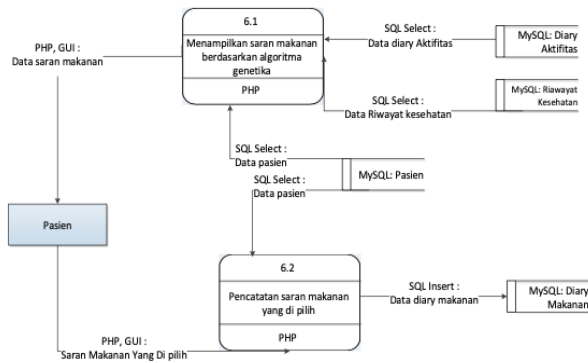 6.1
Menampilkan saran makanan
berdasarkan algoritma
genetika
PHP
PHP, GUI :
Data saran makanan
SQL Select :
Data diary Aktifitas
MySQL: Diary
Aktifitas
SQL Select :
Data Riwayat kesehatan
MySQL: Riawayat
Kesehatan
SQL Select :
Data pasien
SQL Select :
Data pasien
MySQL: Pasien
Pasien
6.2
Pencatatan saran makanan
yang di pilih
PHP
SQL Insert :
Data diary makanan
MySQL: Diary
Makanan
PHP, GUI :
Saran Makanan Yang Di pilih